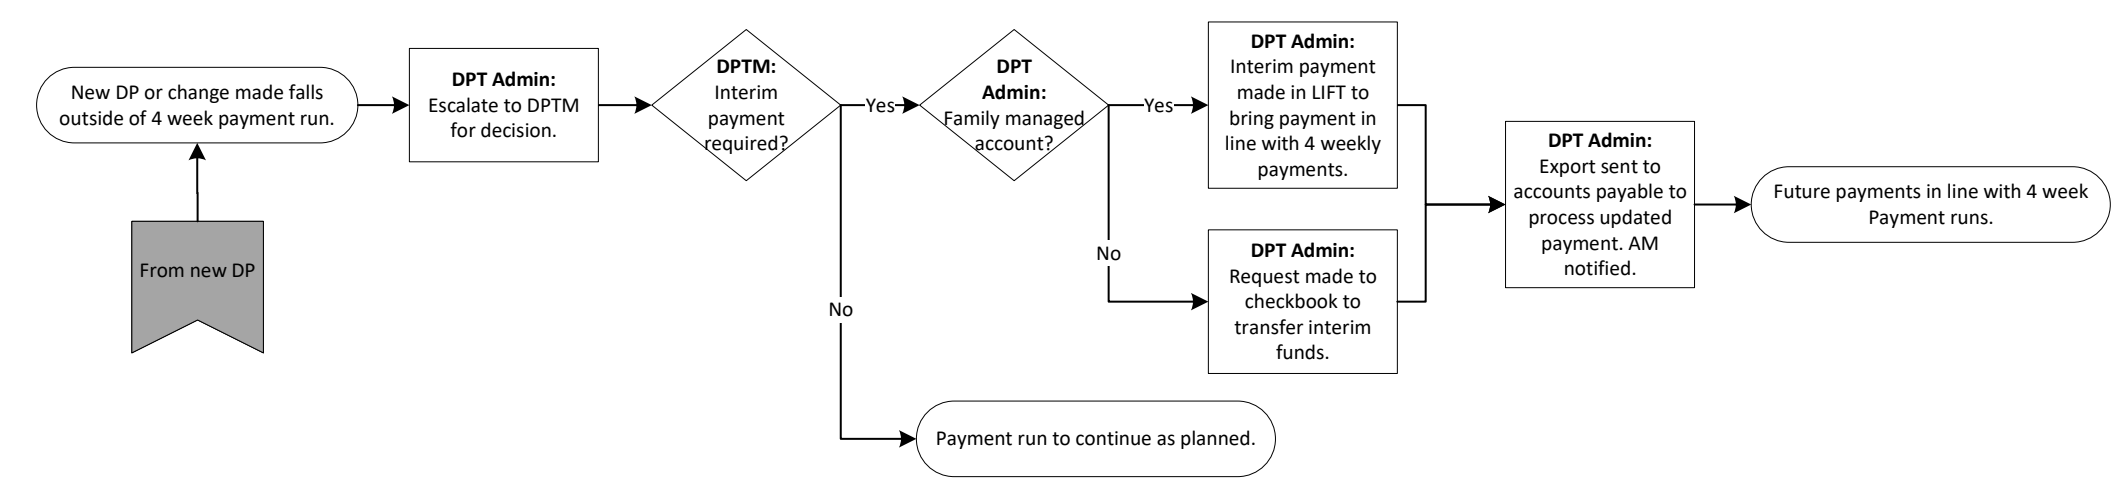 New DP or change made falls
outside of 4 week payment run.
From new DP
DPT Admin:
Escalate to DPTM
for decision.
DPTM:
Interim
payment
required?
Yes
No
DPT
Admin:
Family managed
account?
Yes
No
DPT Admin:
Interim payment
made in LIFT to
bring payment in
line with 4 weekly
payments.
DPT Admin:
Request made to
checkbook to
transfer interim
funds.
DPT Admin:
Export sent to
accounts payable to
process updated
payment. AM
notified.
Future payments in line with 4 week
Payment runs.
Payment run to continue as planned.